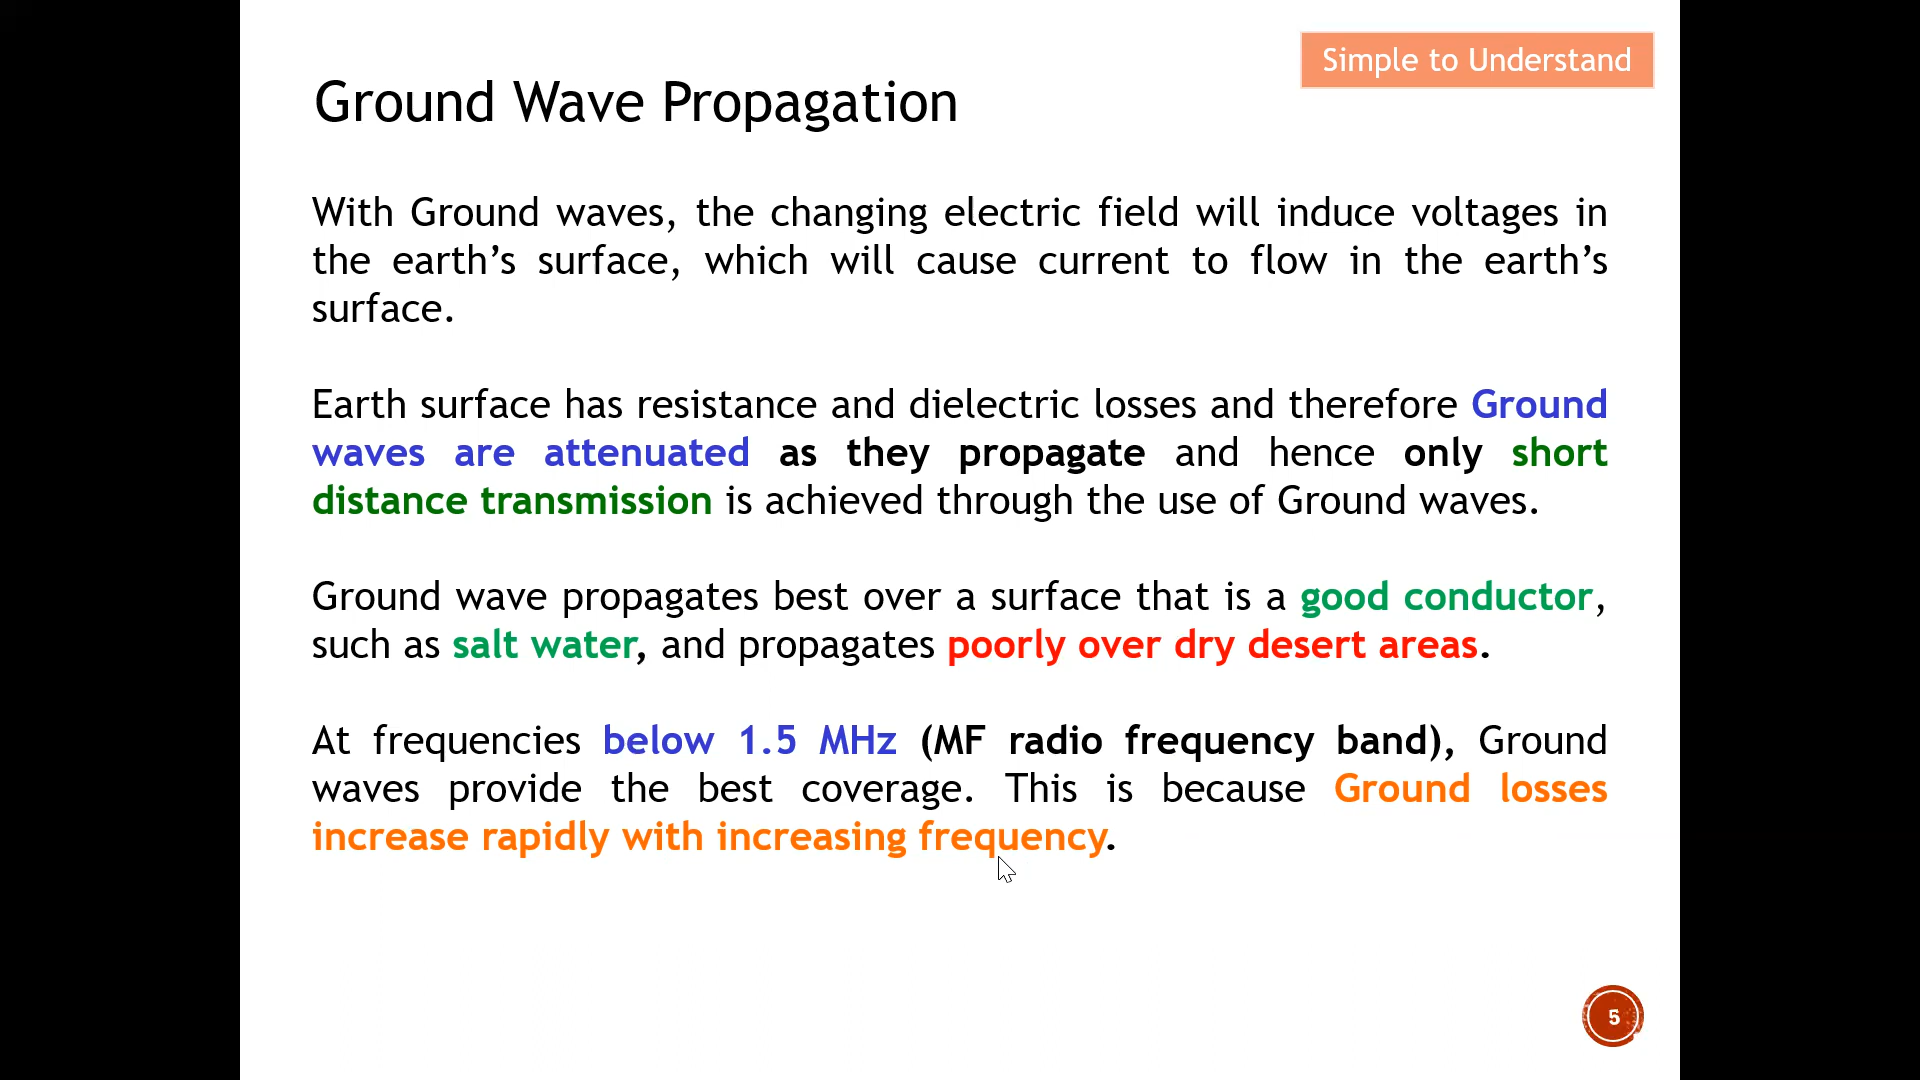 Simple to Understand
Ground Wave Propagation
With Ground waves, the changing electric field will induce voltages in
the earth’s surface, which will cause current to flow in the earth’s
surface.
Earth surface has resistance and dielectric losses and therefore Ground
waves are attenuated as they propagate and hence only short
distance transmission is achieved through the use of Ground waves.
Ground wave propagates best over a surface that is a good conductor,
such as salt water, and propagates poorly over dry desert areas.
At frequencies below 1.5 MHz (MF radio frequency band), Ground
waves provide the best coverage. This is because Ground losses
increase rapidly with increasing frequency.
5